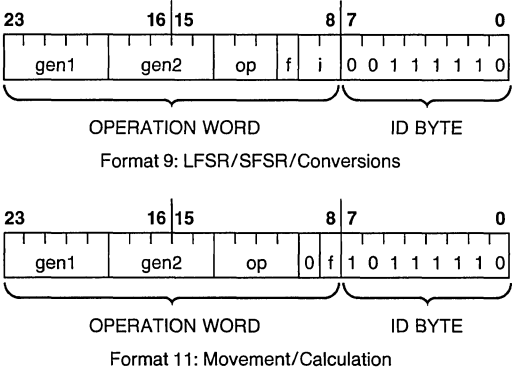 23 16 15 8 7 0
gen1 gen2 op f i 0 0 1 1 1 1 1 0
OPERATION WORD ID BYTE
Format 9: LFSR/SFSR/Conversions
23 16 15 8 7 0
gen1 gen2 op 0 f 1 0 1 1 1 1 1 0
OPERATION WORD ID BYTE
Format 11: Movement/Calculation